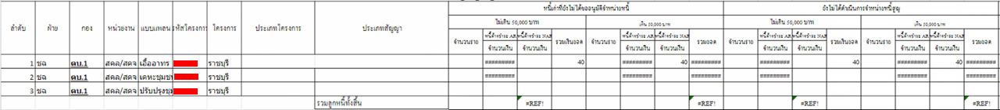 หนี้เก่าที่ยังไม่ได้ขออนุมัติจำหน่ายหนี้ ยังไม่ได้ดำเนินการจำหน่ายหนี้สูญ
ลำดับ ฝ่าย กอง หน่วยงาน แบบแพลน รหัสโครงการ โครงการ ประเภทโครงการ ประเภทสัญญา
ไม่เกิน 50,000 บาท เกิน 50,000 บาท ไม่เกิน 50,000 บาท เกิน 50,000 บาท
จำนวนราย หนี้ค้างชำระ AR หนี้ค้างชำระ NAR รวมเงินยอด จำนวนราย หนี้ค้างชำระ AR หนี้ค้างชำระ NAR รวมยอด จำนวนราย หนี้ค้างชำระ AR หนี้ค้างชำระ NAR รวมเงินยอด จำนวนราย หนี้ค้างชำระ AR หนี้ค้างชำระ NAR รวมยอด
จำนวนเงิน จำนวนเงิน จำนวนเงิน จำนวนเงิน จำนวนเงิน จำนวนเงิน จำนวนเงิน จำนวนเงิน
1 ชฉ ดบ.1 สคล/สดจ เอื้ออาทร ราชบุรี ######### 40 ######### 40 ######### ######### 40 ######### 40 #########
2 ชฉ ดบ.1 สคล/สดจ เคหะชุมช ราชบุรี ######### ######### ######### ######### ######### #########
3 ชฉ ดบ.1 สคล/สดจ ปรับปรุงชุม ราชบุรี
รวมลูกหนี้ทั้งสิ้น #REF! #REF! #REF! #REF!